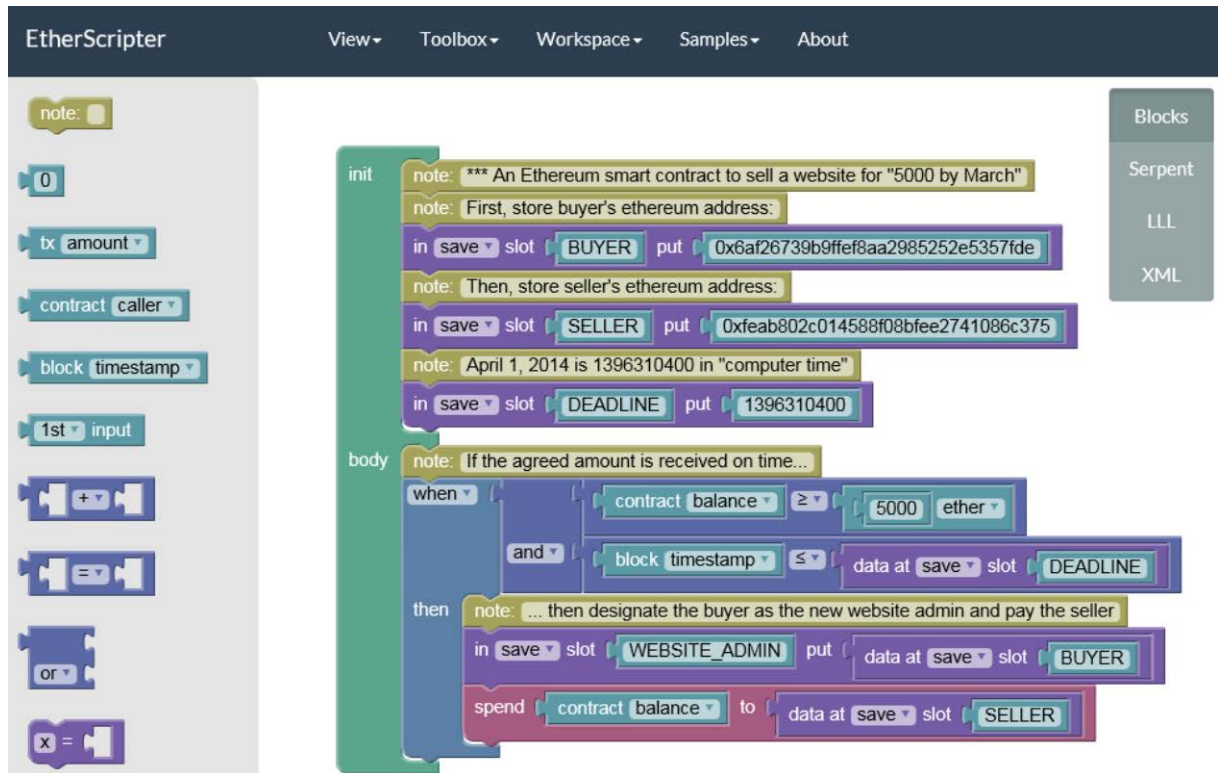 EtherScripter View Toolbox Workspace Samples About
note:
0
tx amount
contract caller
block timestamp
1st input
+
=
or
x =
init
note: *** An Ethereum smart contract to sell a website for "5000 by March"
note: First, store buyer's ethereum address:
in save slot BUYER put 0x6af26739b9ffef8aa2985252e5357fde
note: Then, store seller's ethereum address:
in save slot SELLER put 0xfeab802c014588f08bfee2741086c375
note: April 1, 2014 is 1396310400 in "computer time"
in save slot DEADLINE put 1396310400
body
note: If the agreed amount is received on time...
when contract balance ≥ 5000 ether
and block timestamp ≤ data at save slot DEADLINE
then note: ... then designate the buyer as the new website admin and pay the seller
in save slot WEBSITE_ADMIN put data at save slot BUYER
spend contract balance to data at save slot SELLER
Blocks
Serpent
LLL
XML